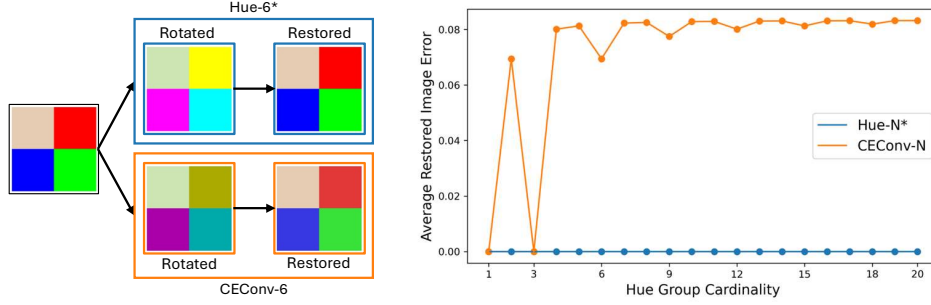 Hue-6*
Rotated
Restored
Rotated
Restored
CEConv-6
Average Restored Image Error
0.08
0.06
0.04
0.02
0.00
Hue-N*
CEConv-N
1
3
6
9
12
15
18
20
Hue Group Cardinality